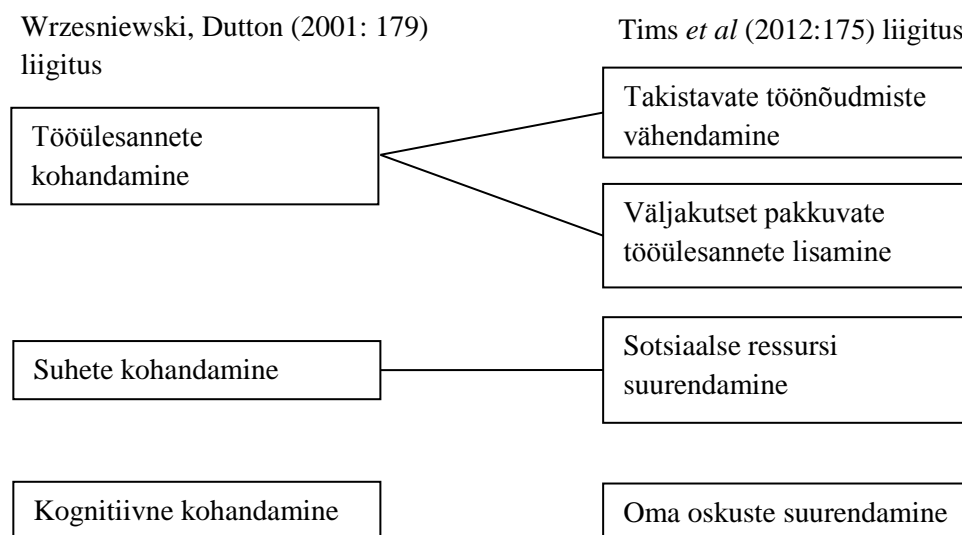 Wrzesniewski, Dutton (2001: 179)
liigitus
Tims et al (2012:175) liigitus
Tööülesannete
kohandamine
Takistavate töönõudmiste
vähendamine
Väljakutset pakkuvate
tööülesannete lisamine
Suhete kohandamine
Sotsiaalse ressursi
suurendamine
Kognitiivne kohandamine
Oma oskuste suurendamine